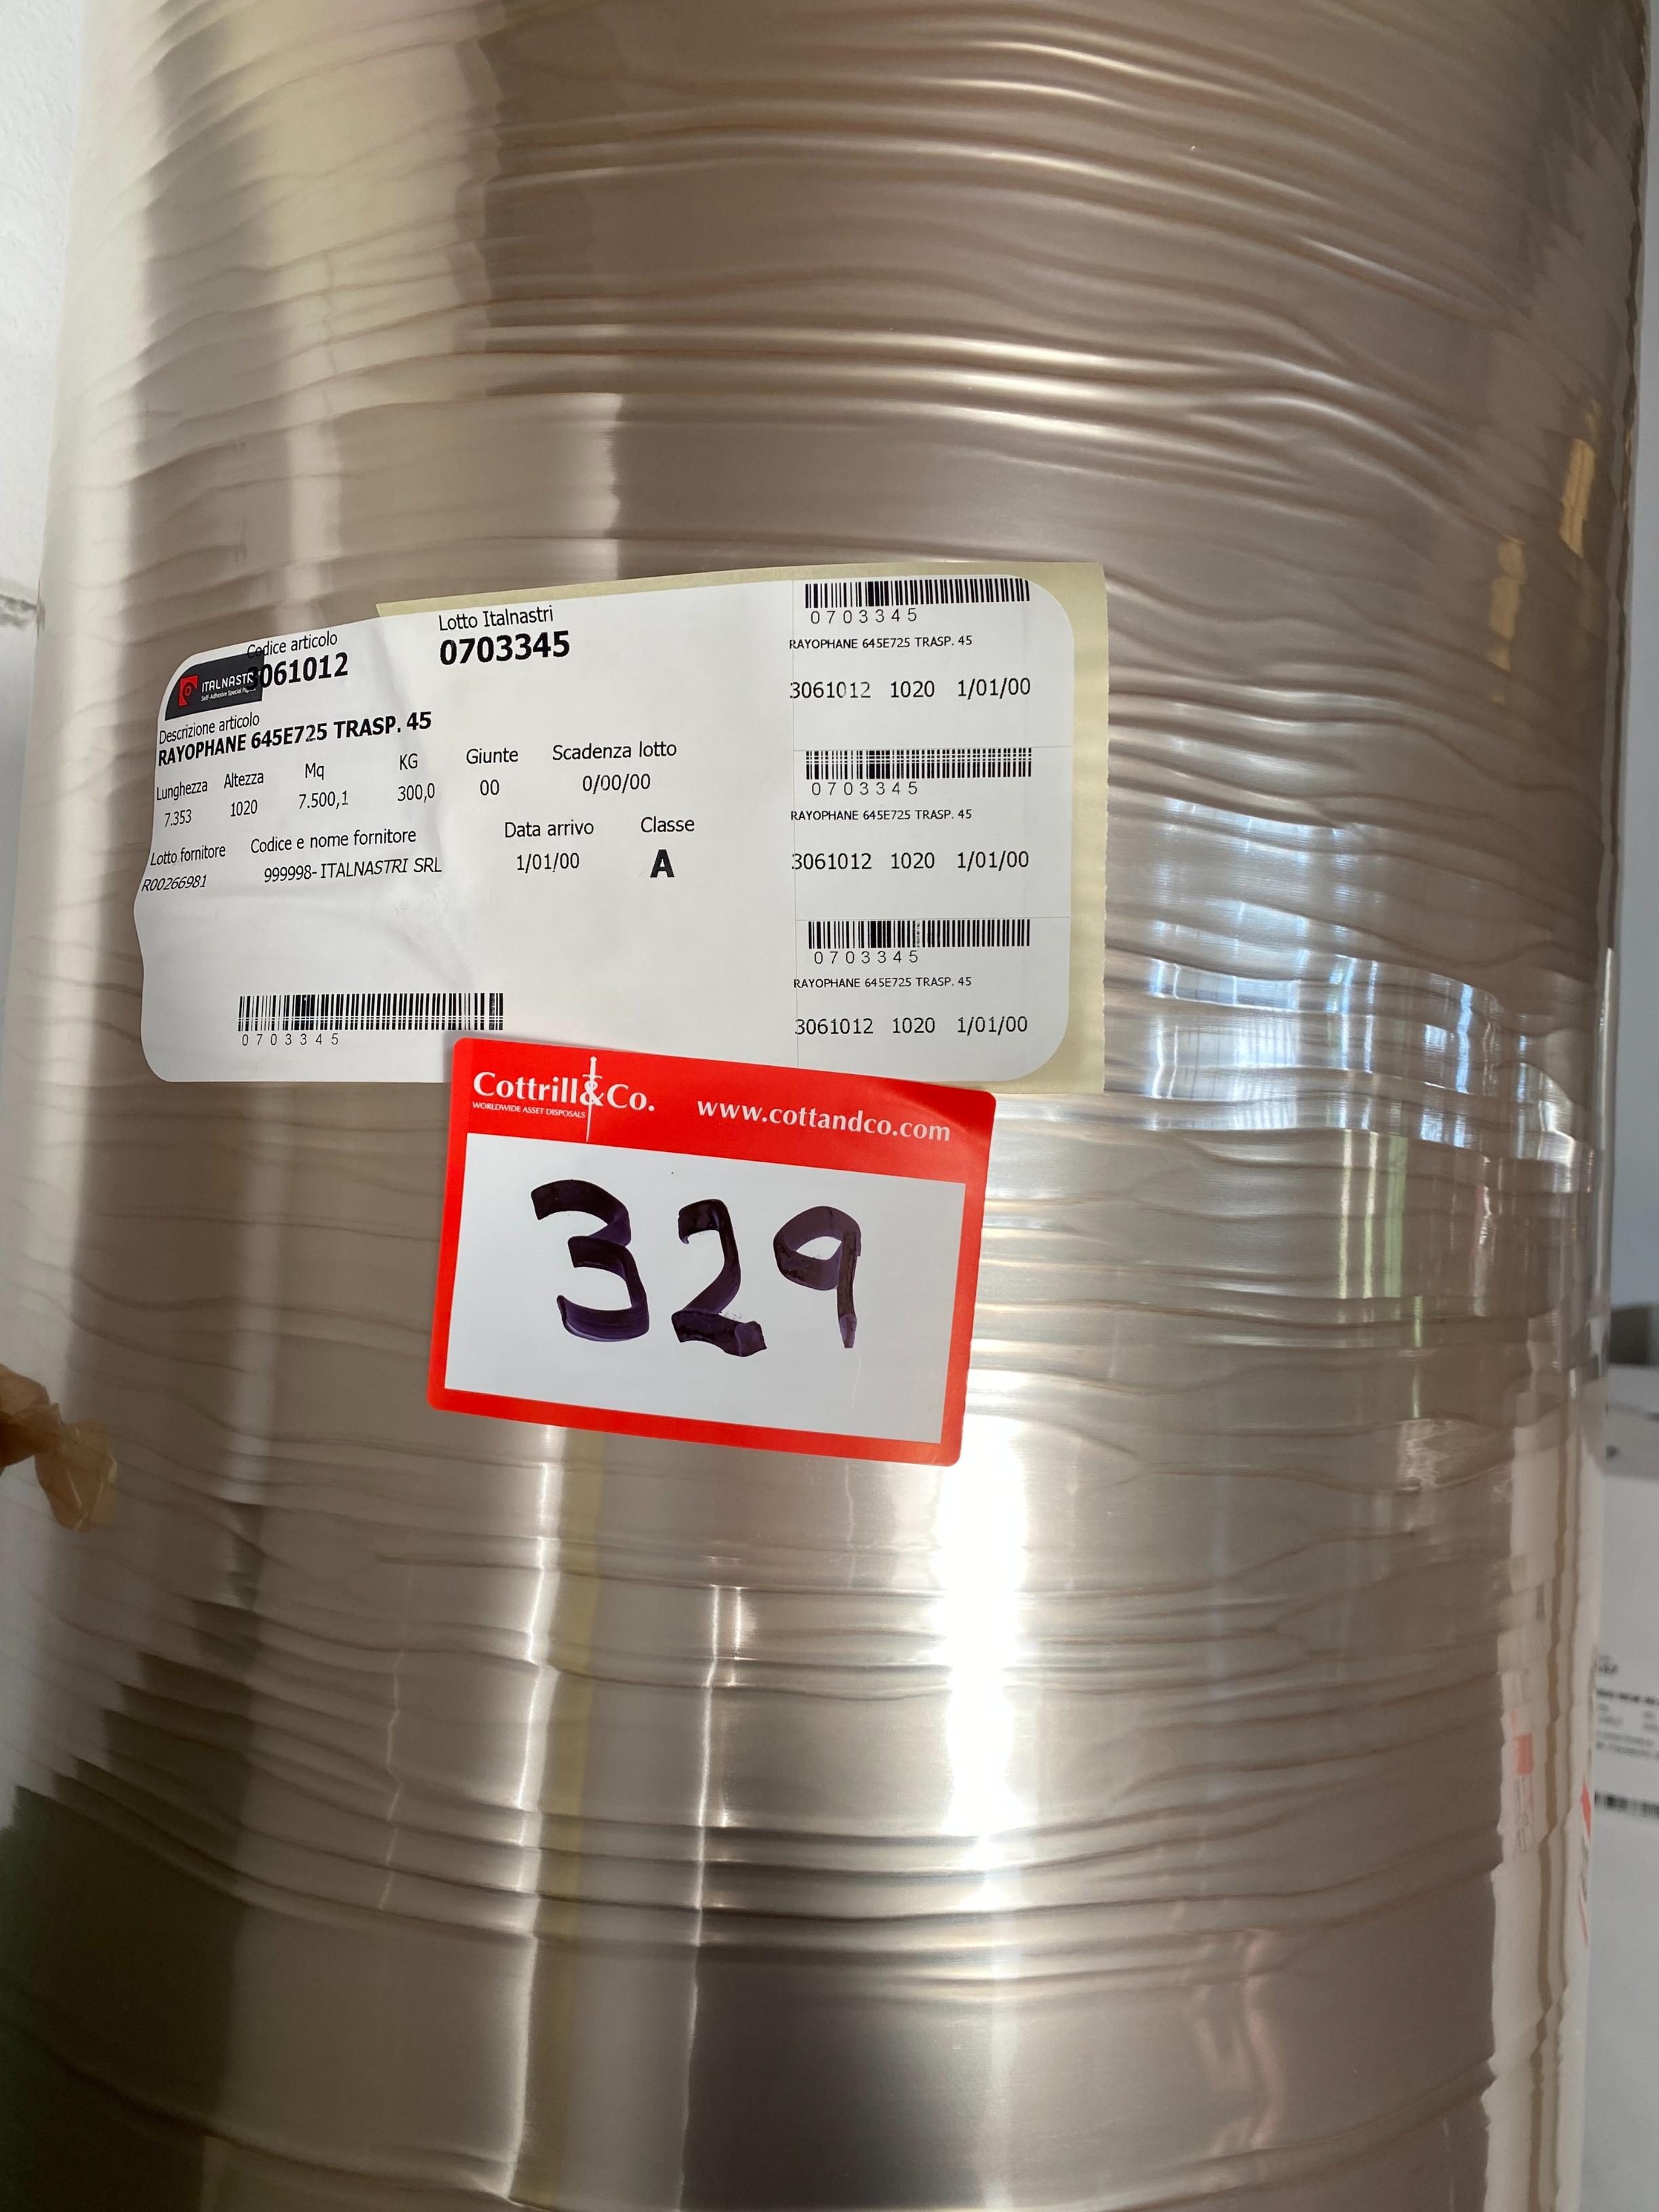 ITALNASTRI
Self-Adhesive Special
Codice articolo
3061012
Lotto Italnastri
0703345
Descrizione articolo
RAYOPHANE 645E725 TRASP. 45
Lunghezza Altezza Mq KG Giunte Scadenza lotto
7.353 1020 7.500,1 300,0 00 0/00/00
Lotto fornitore Codice e nome fornitore Data arrivo Classe
R00266981 999998- ITALNASTRI SRL 1/01/00 A
0703345
0703345
RAYOPHANE 645E725 TRASP. 45
3061012 1020 1/01/00
0703345
RAYOPHANE 645E725 TRASP. 45
3061012 1020 1/01/00
0703345
RAYOPHANE 645E725 TRASP. 45
3061012 1020 1/01/00
Cottrill&Co.
WORLDWIDE ASSET DISPOSALS
www.cottandco.com
329